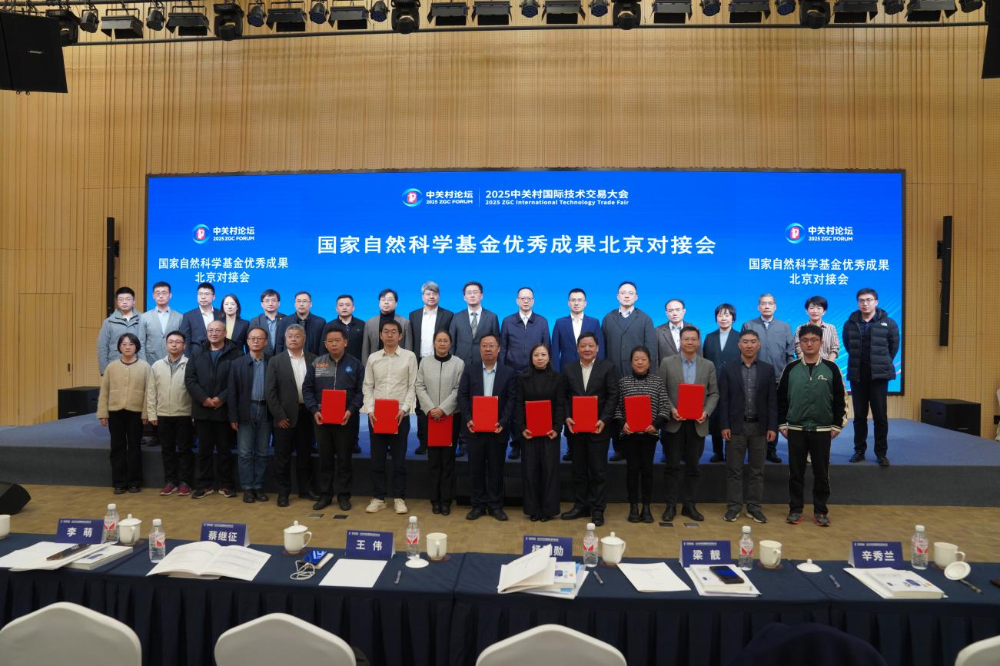 中关村论坛
2025 ZGC FORUM
2025中关村国际技术交易大会
2025 ZGC International Technology Trade Fair
国家自然科学基金优秀成果北京对接会
中关村论坛
2025 ZGC FORUM
国家自然科学基金优秀成果
北京对接会
中关村论坛
2025 ZGC FORUM
国家自然科学基金优秀成果
北京对接会
李萌
蔡继征
王伟
勋
梁靓
辛秀兰